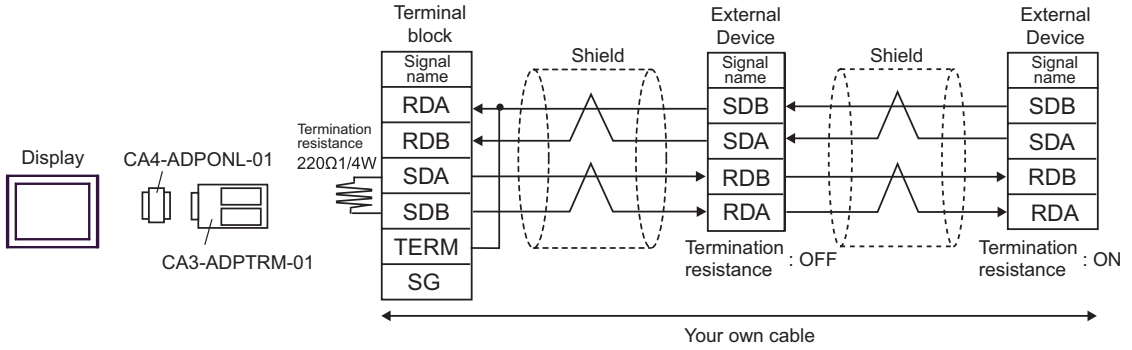 Display
CA4-ADPONL-01
CA3-ADPTRM-01
Termination
resistance
220Ω1/4W
Terminal
block
Signal
name
RDA
RDB
SDA
SDB
TERM
SG
Shield
External
Device
Signal
name
SDB
SDA
RDB
RDA
Termination
resistance : OFF
Shield
External
Device
Signal
name
SDB
SDA
RDB
RDA
Termination
resistance : ON
Your own cable